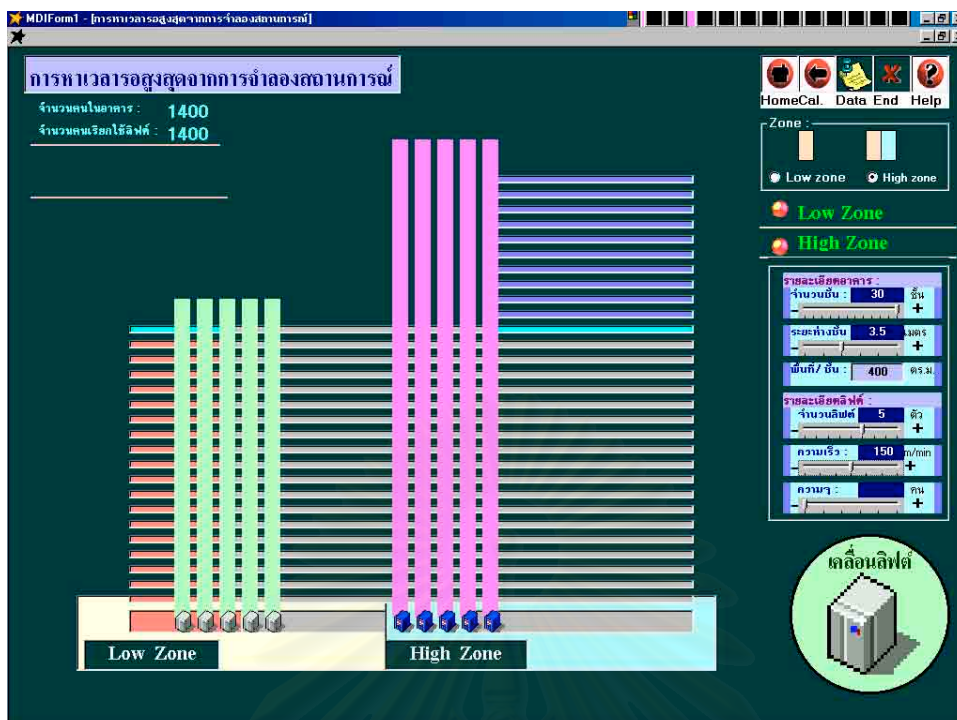 MDIForm1 - [การหาเวลารอสูงสุดจากการจำลองสถานการณ์]
การหาเวลารอสูงสุดจากการจำลองสถานการณ์
จำนวนคนในอาคาร : 1400
จำนวนคนเรียกใช้ลิฟต์ : 1400
Home Cal. Data End Help
Zone :
Low zone High zone
Low Zone
High Zone
รายละเอียดอาคาร :
จำนวนชั้น : 30 ชั้น
- +
ระยะห่างชั้น 3.5 เมตร
- +
พื้นที่/ ชั้น : 400 ตร.ม.
รายละเอียดลิฟต์ :
จำนวนลิฟต์ 5 ตัว
- +
ความเร็ว : 150 m/min
- +
ความจุ : คน
- +
เคลื่อนลิฟต์
Low Zone High Zone